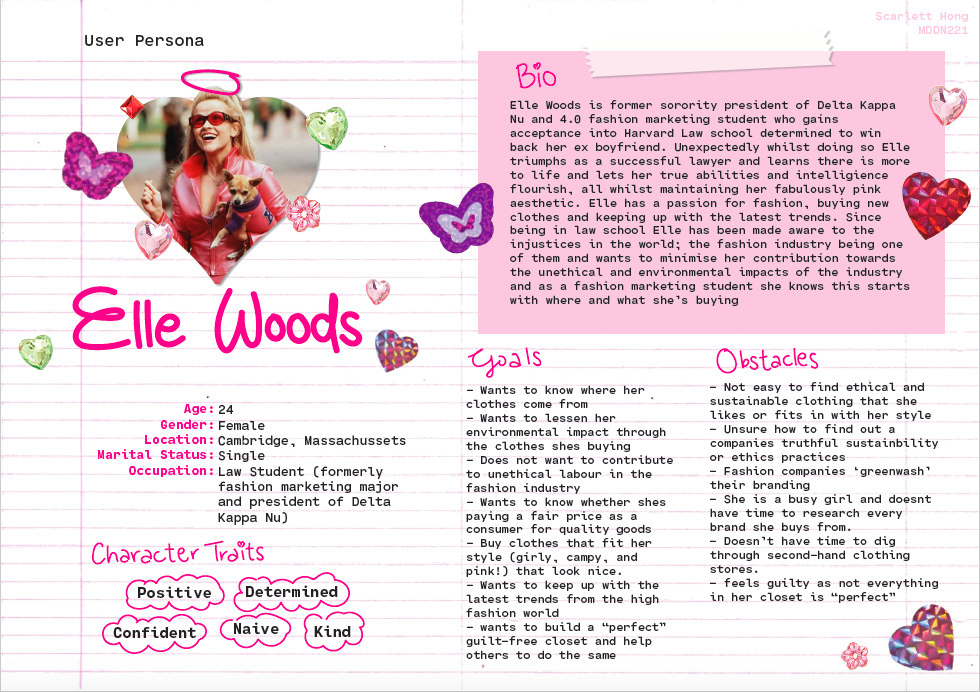 Scarlett Hong
MDDN221
User Persona
Elle Woods
Age: 24
Gender: Female
Location: Cambridge, Massachussets
Marital Status: Single
Occupation: Law Student (formerly
fashion marketing major
and president of Delta
Kappa Nu)
Character Traits
Positive
Determined
Confident
Naive
Kind
Bio
Elle Woods is former sorority president of Delta Kappa
Nu and 4.0 fashion marketing student who gains
acceptance into Harvard Law school determined to win
back her ex boyfriend. Unexpectedly whilst doing so Elle
triumphs as a successful lawyer and learns there is more
to life and lets her true abilities and intelligience
flourish, all whilst maintaining her fabulously pink
aesthetic. Elle has a passion for fashion, buying new
clothes and keeping up with the latest trends. Since
being in law school Elle has been made aware to the
injustices in the world; the fashion industry being one
of them and wants to minimise her contribution towards
the unethical and environmental impacts of the industry
and as a fashion marketing student she knows this starts
with where and what she's buying
Goals
- Wants to know where her
clothes come from
- Wants to lessen her
environmental impact through
the clothes shes buying
- Does not want to contribute
to unethical labour in the
fashion industry
- Wants to know whether shes
paying a fair price as a
consumer for quality goods
- Buy clothes that fit her
style (girly, campy, and
pink!) that look nice.
- Wants to keep up with the
latest trends from the high
fashion world
- wants to build a “perfect”
guilt-free closet and help
others to do the same
Obstacles
- Not easy to find ethical and
sustainable clothing that she
likes or fits in with her style
- Unsure how to find out a
companies truthful sustainbility
or ethics practices
- Fashion companies ‘greenwash’
their branding
- She is a busy girl and doesnt
have time to research every
brand she buys from.
- Doesn’t have time to dig
through second-hand clothing
stores.
- feels guilty as not everything
in her closet is “perfect”